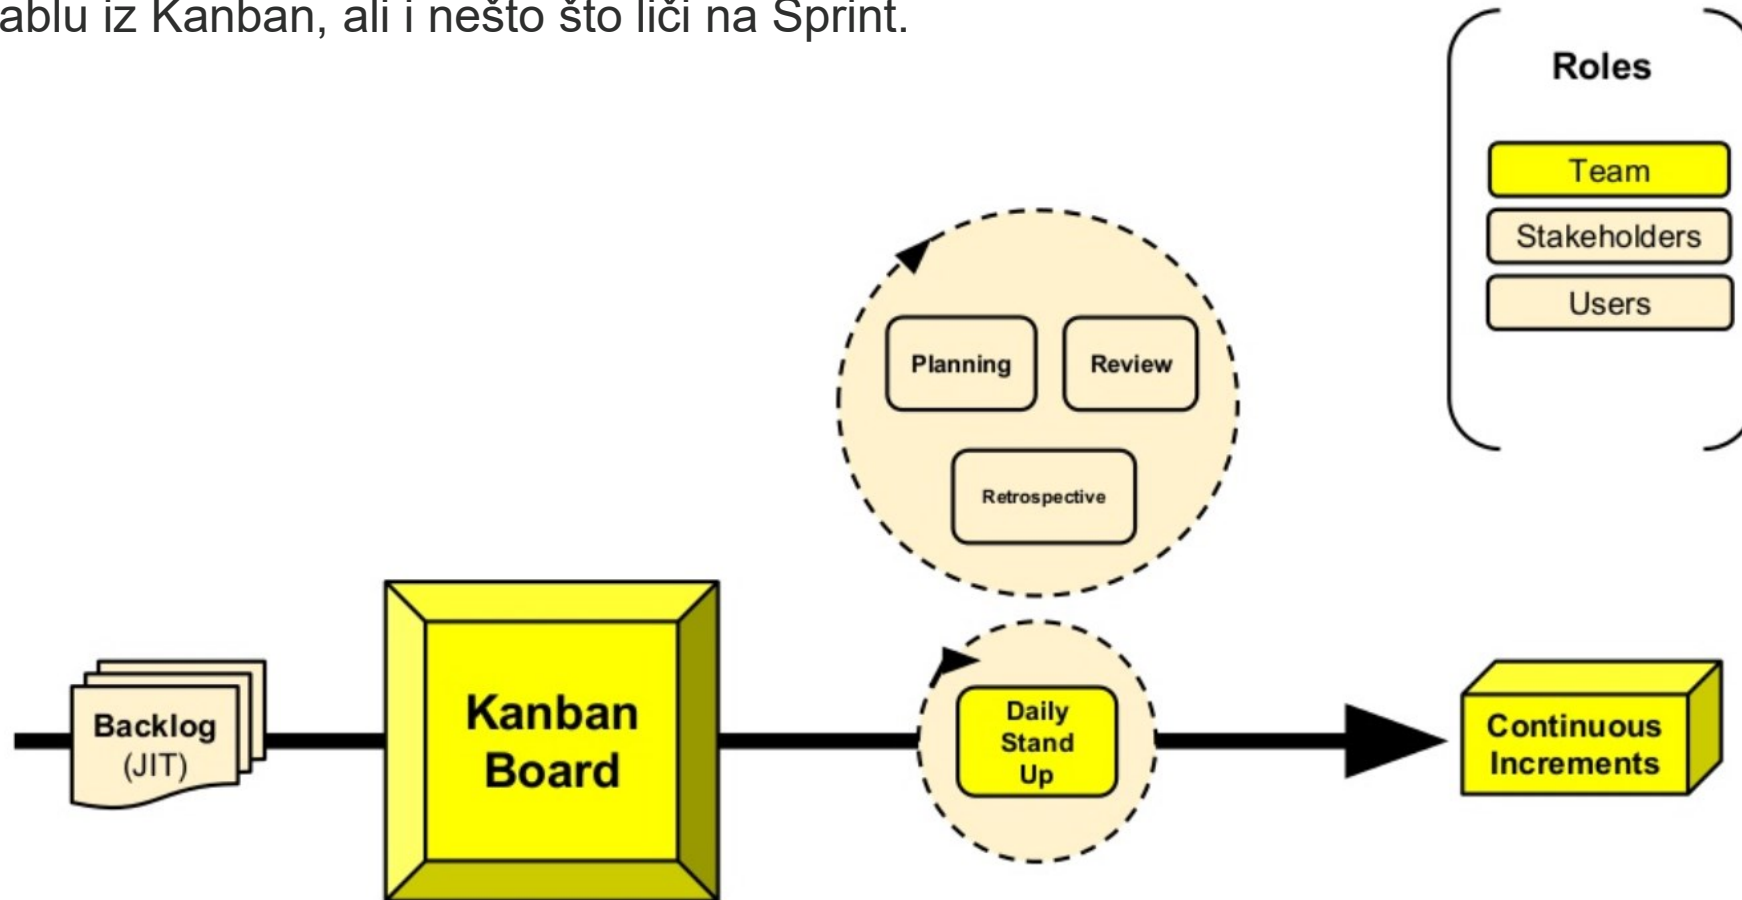 ablu iz Kanban, ali i nešto što liči na Sprint.
Roles
Team
Stakeholders
Users
Planning
Review
Retrospective
Backlog
(JIT)
Kanban
Board
Daily
Stand
Up
Continuous
Increments